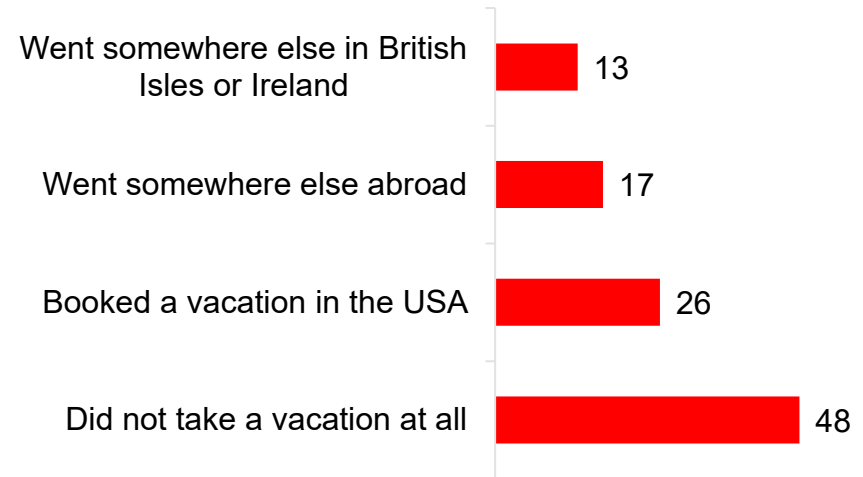 Went somewhere else in British
Isles or Ireland
13
Went somewhere else abroad
17
Booked a vacation in the USA
26
Did not take a vacation at all
48